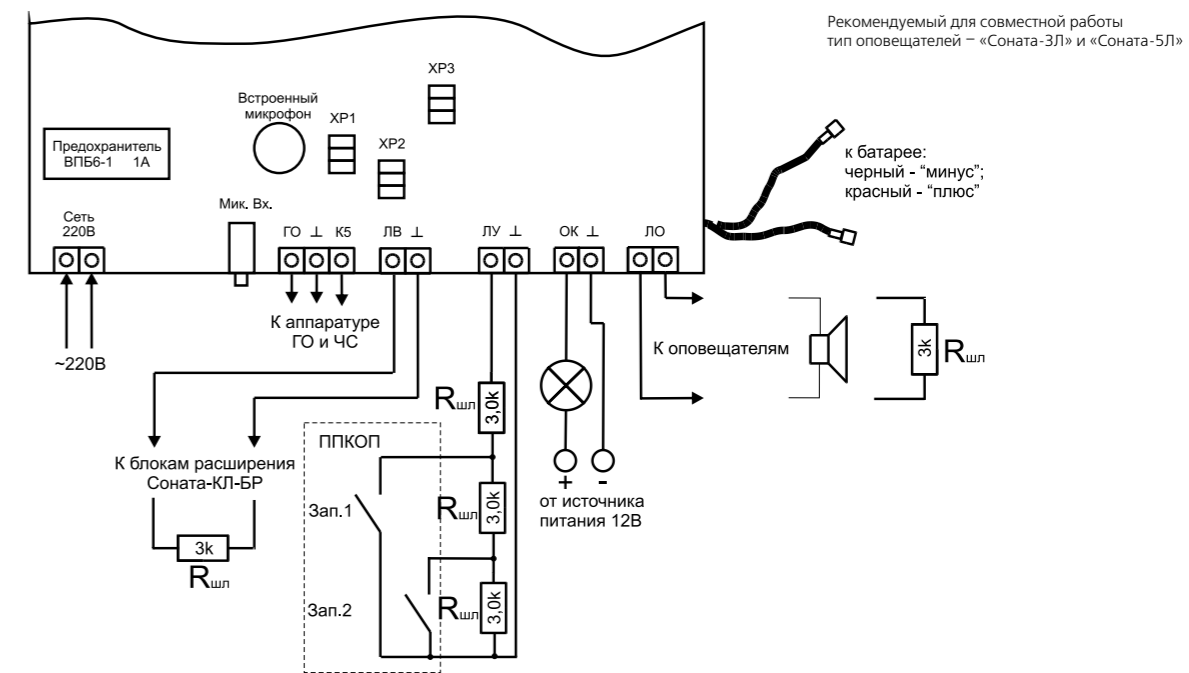 Рекомендуемый для совместной работы
тип оповещателей – «Соната-3Л» и «Соната-5Л»
XP3
Встроенный
микрофон
XP1
XP2
Предохранитель
ВПБ6-1 1А
к батарее:
черный - “минус”;
красный - “плюс”
Сеть
220В
Мик. Вх.
ГО ⊥ К5
ЛВ ⊥
ЛУ ⊥
ОК ⊥
ЛО
К аппаратуре
ГО и ЧС
~220В
К оповещателям
3k
Rшл
Rшл
3,0k
ППКОП
К блокам расширения
Соната-КЛ-БР
+ -
от источника
питания 12В
Зап.1
Rшл
3,0k
3k
Rшл
Зап.2
Rшл
3,0k